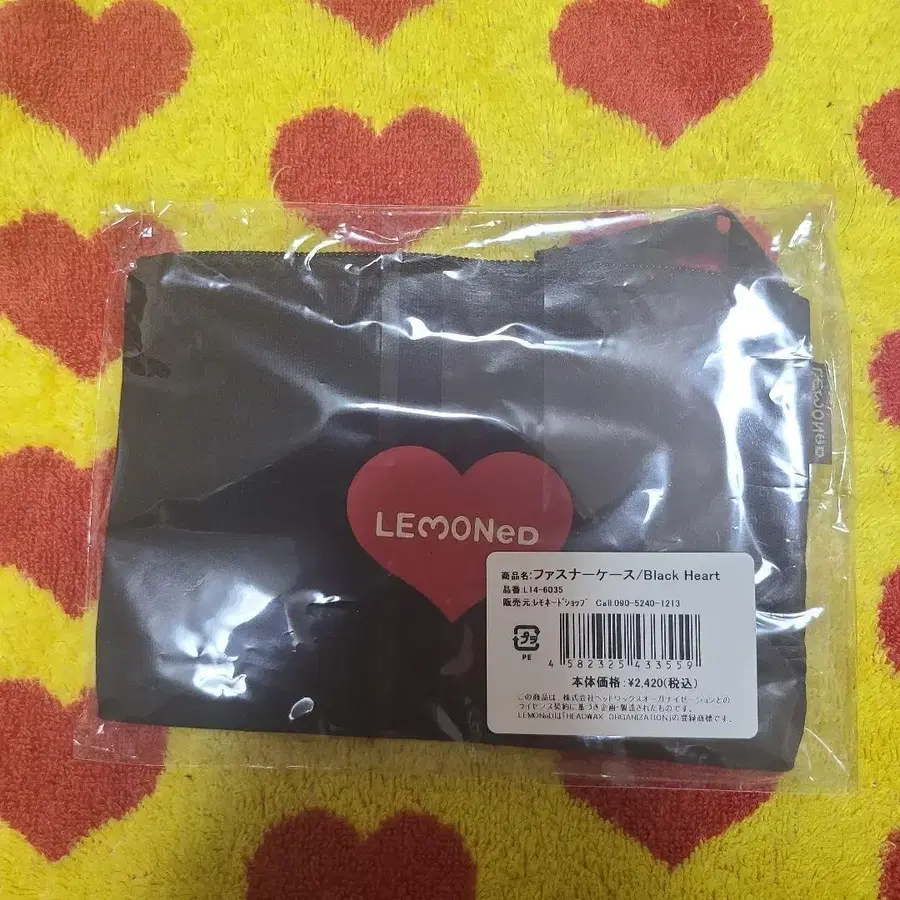 LEMONeD
LEMONeD
商品名:ファスナーケース/Black Heart
品番:L14-6035
販売元:レモネードショップ Call.090-5240-1213
プラ
PE
4 582325 433559
本体価格:¥2,420(税込)
この商品は、株式会社ヘッドワックスオーガナイゼーションとの
ライセンス契約に基づき企画・製造されたものです。
LEMONeDは「HEADWAX ORGANIZATION」の登録商標です。